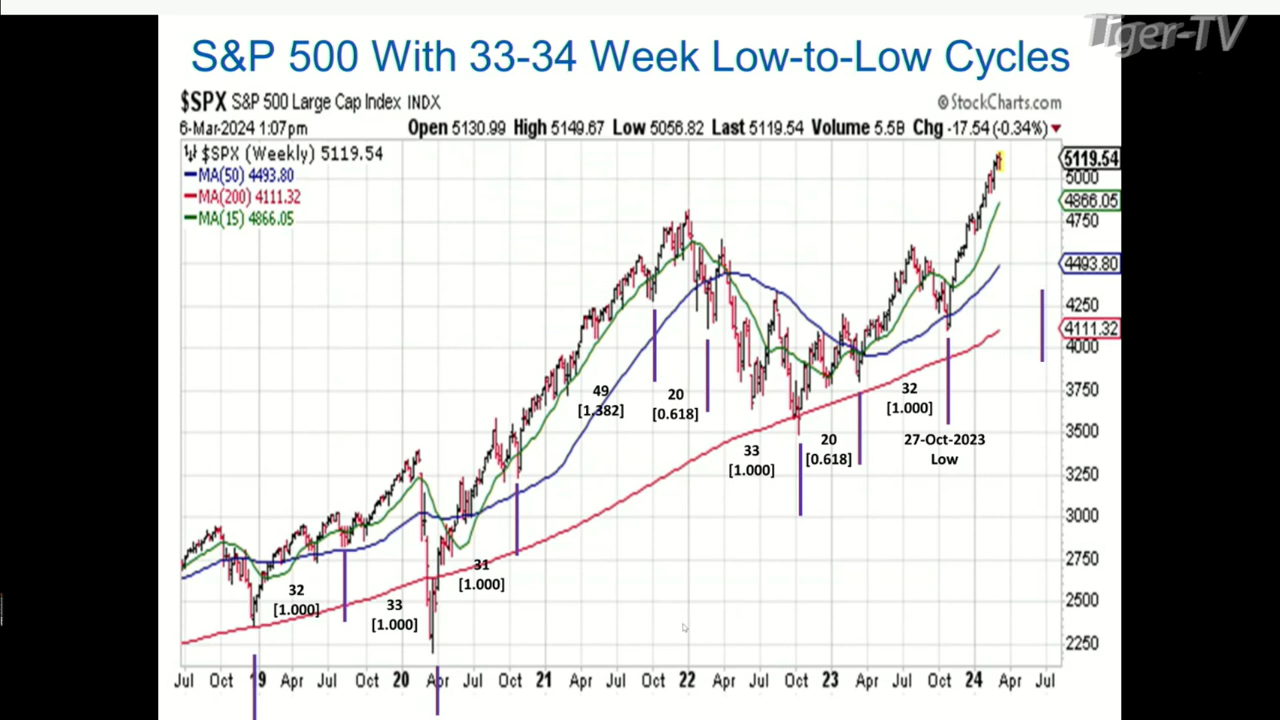 Tiger-TV
S&P 500 With 33-34 Week Low-to-Low Cycles
$SPX S&P 500 Large Cap Index INDX
© StockCharts.com
6-Mar-2024 1:07pm
Open 5130.99 High 5149.67 Low 5056.82 Last 5119.54 Volume 5.5B Chg -17.54 (-0.34%)
$SPX (Weekly) 5119.54
MA(50) 4493.80
MA(200) 4111.32
MA(15) 4866.05
5119.54
5000
4866.05
4750
4493.80
4250
4111.32
4000
3750
3500
3250
3000
2750
2500
2250
49
[1.382]
20
[0.618]
32
[1.000]
27-Oct-2023
Low
33
[1.000]
20
[0.618]
31
[1.000]
32
[1.000]
33
[1.000]
Jul Oct 19 Apr Jul Oct 20 Apr Jul Oct 21 Apr Jul Oct 22 Apr Jul Oct 23 Apr Jul Oct 24 Apr Jul